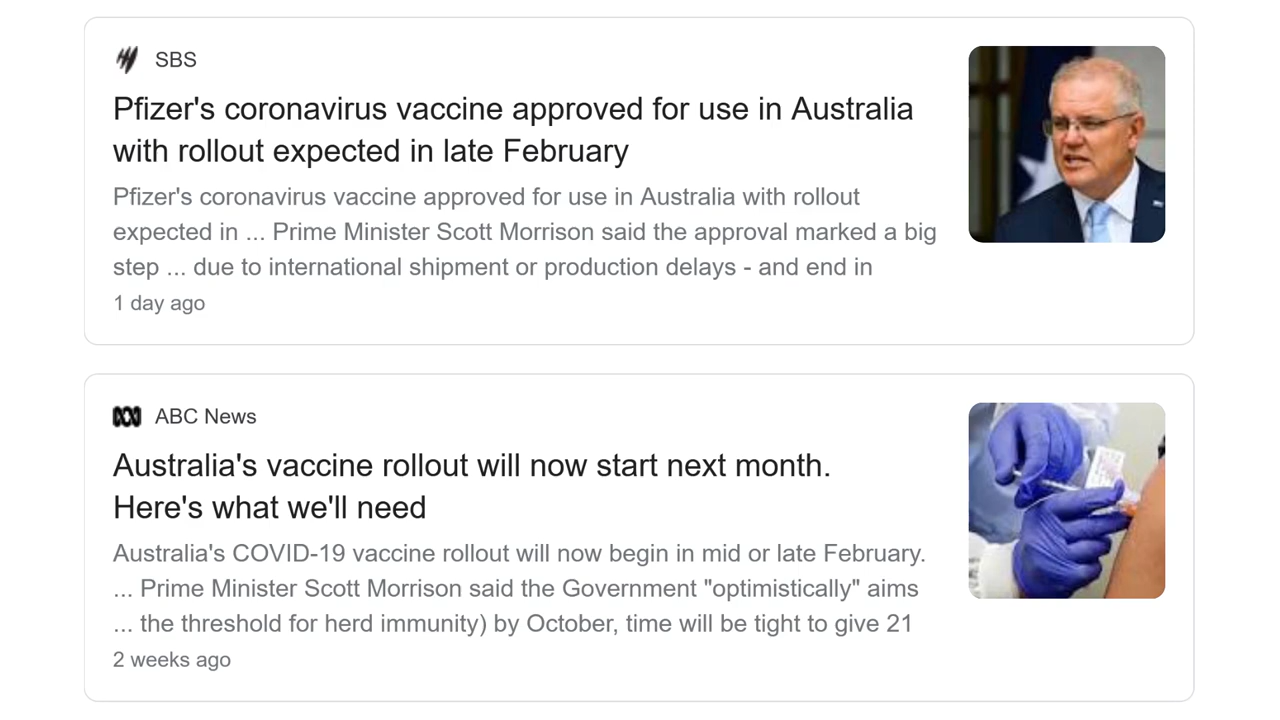 SBS
Pfizer's coronavirus vaccine approved for use in Australia
with rollout expected in late February
Pfizer's coronavirus vaccine approved for use in Australia with rollout
expected in ... Prime Minister Scott Morrison said the approval marked a big
step ... due to international shipment or production delays - and end in
1 day ago
ABC News
Australia's vaccine rollout will now start next month.
Here's what we'll need
Australia's COVID-19 vaccine rollout will now begin in mid or late February.
... Prime Minister Scott Morrison said the Government "optimistically" aims
... the threshold for herd immunity) by October, time will be tight to give 21
2 weeks ago